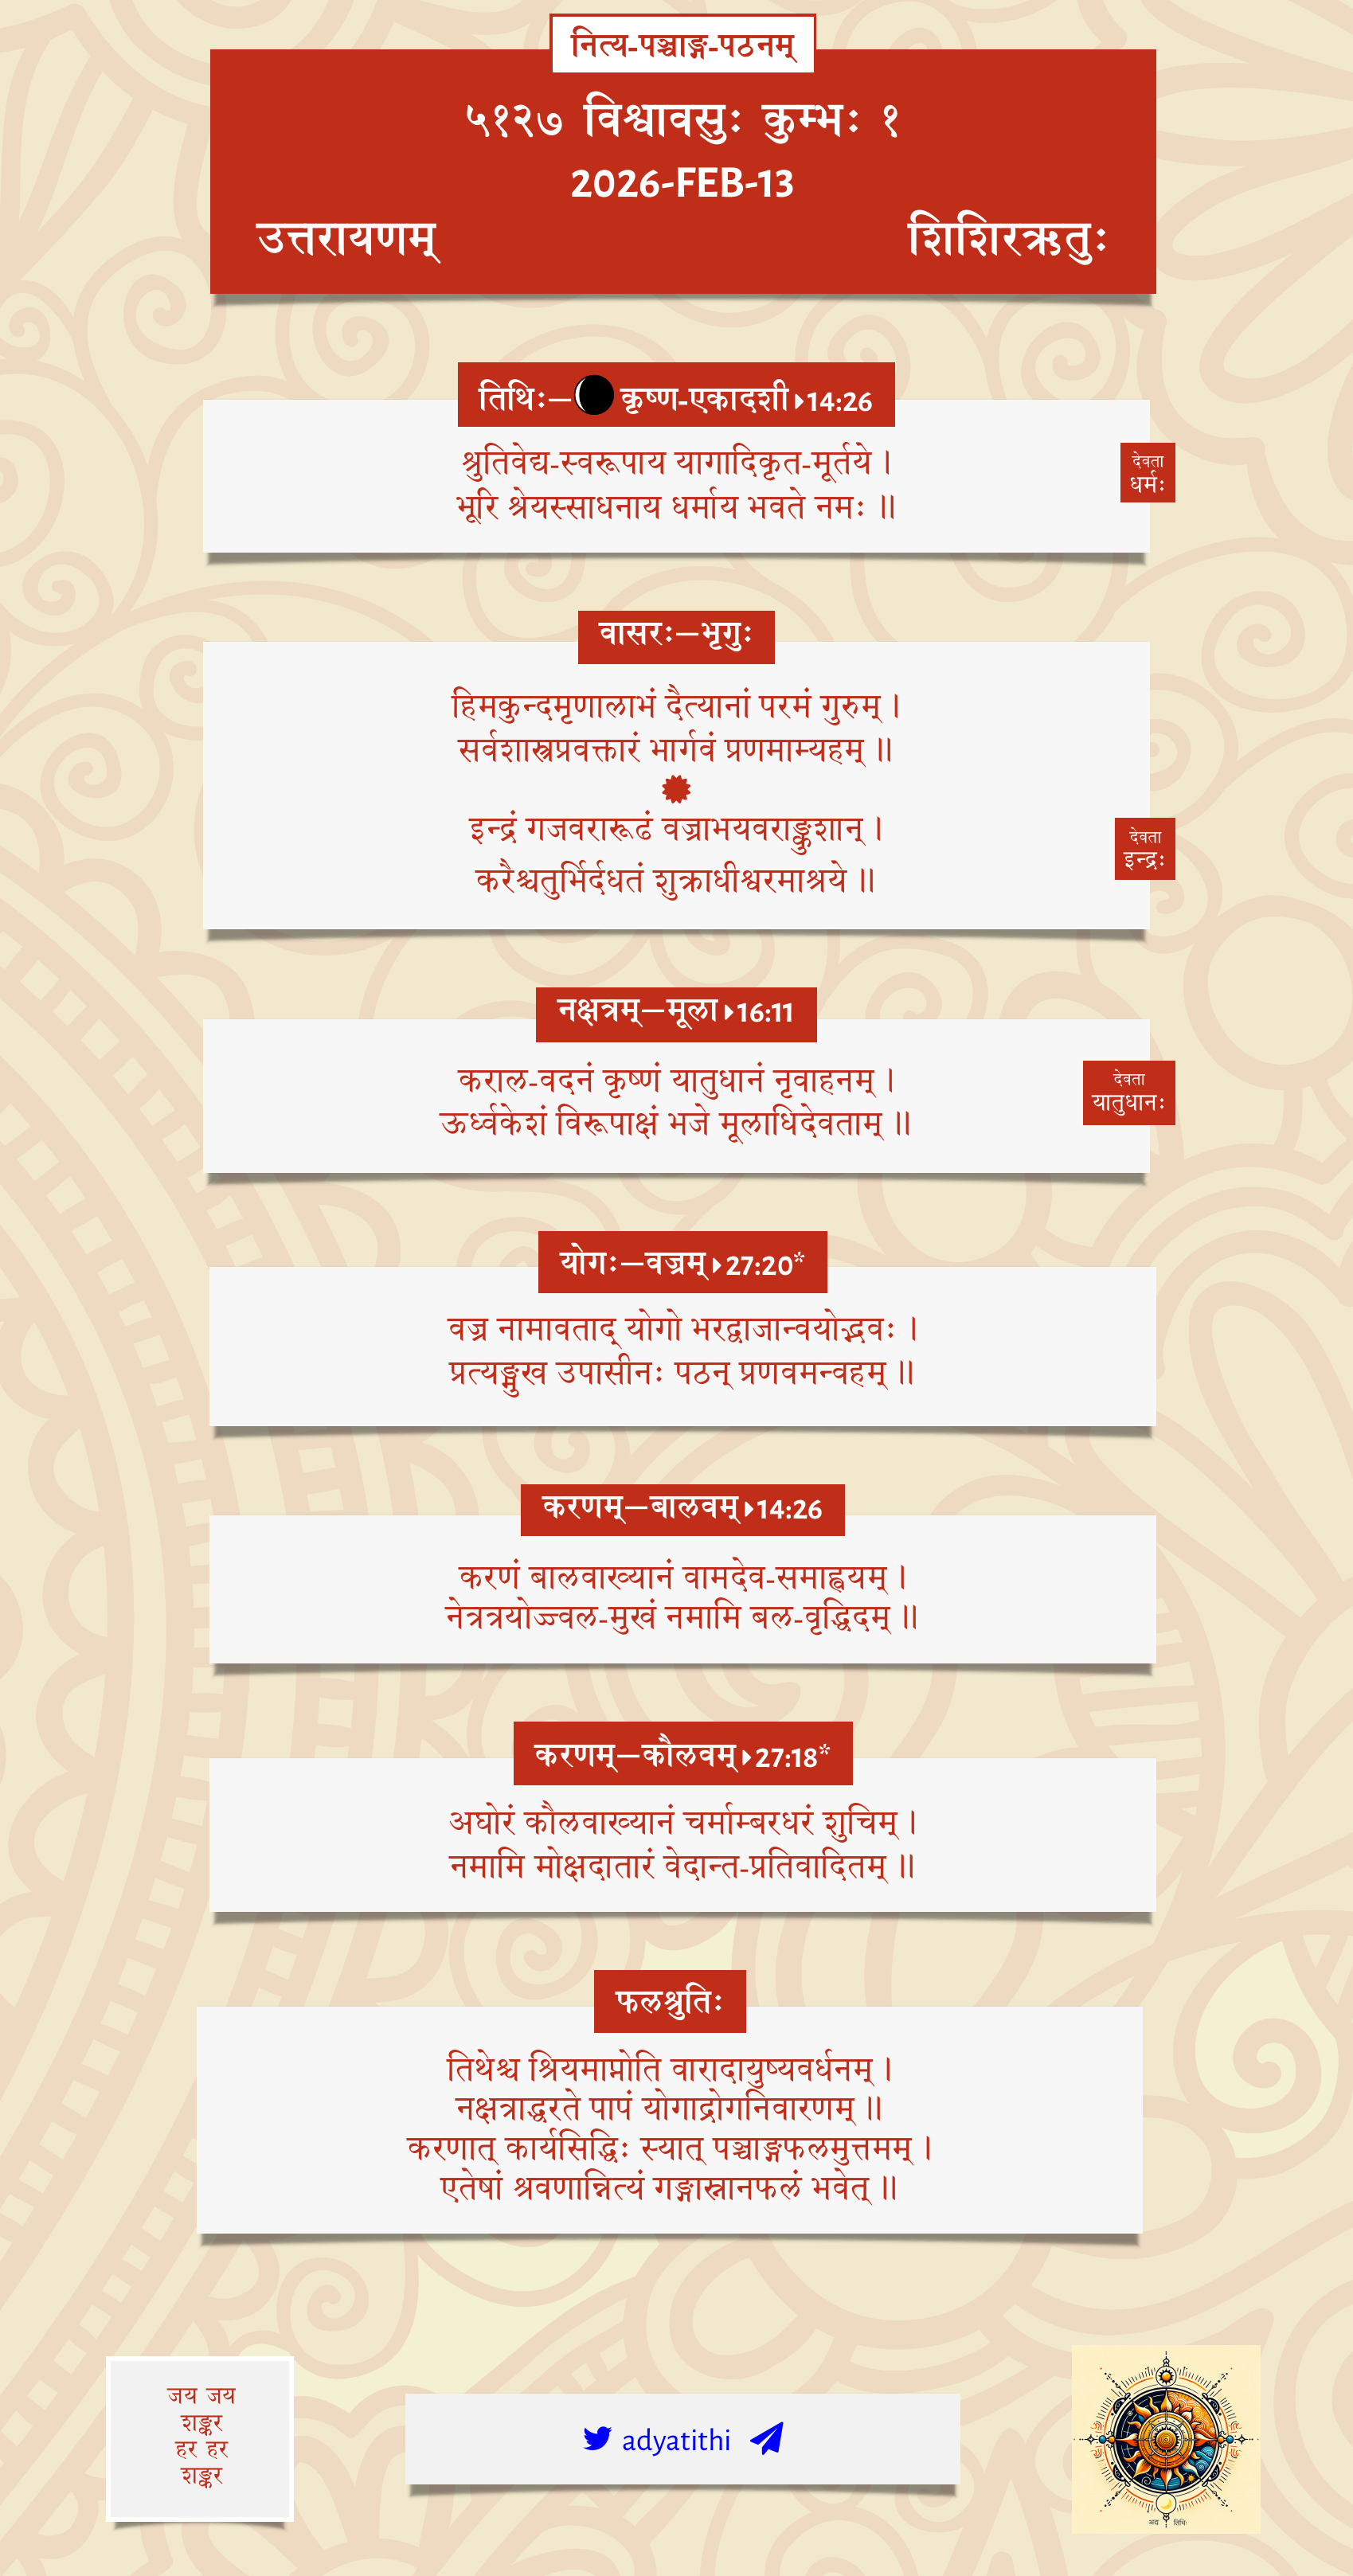 नित्य-पञ्चाङ्ग-पठनम्
५१२७ विश्वावसुः कुम्भः १
2026-FEB-13
उत्तरायणम् शिशिरऋतुः
तिथिः—कृष्ण-एकादशी⏵14:26
श्रुतिवेद्य-स्वरूपाय यागादिकृत-मूर्तये ।
भूरि श्रेयस्साधनाय धर्माय भवते नमः ॥
देवता
धर्मः
वासरः—भृगुः
हिमकुन्दमृणालाभं दैत्यानां परमं गुरुम् ।
सर्वशास्त्रप्रवक्तारं भार्गवं प्रणमाम्यहम् ॥
इन्द्रं गजवरारूढं वज्राभयवराङ्कुशान् ।
करैश्चतुर्भिर्दधतं शुक्राधीश्वरमाश्रये ॥
देवता
इन्द्रः
नक्षत्रम्—मूला⏵16:11
कराल-वदनं कृष्णं यातुधानं नृवाहनम् ।
ऊर्ध्वकेशं विरूपाक्षं भजे मूलाधिदेवताम् ॥
देवता
यातुधानः
योगः—वज्रम्⏵27:20*
वज्र नामावताद् योगो भरद्वाजान्वयोद्भवः ।
प्रत्यङ्मुख उपासीनः पठन् प्रणवमन्वहम् ॥
करणम्—बालवम्⏵14:26
करणं बालवाख्यानं वामदेव-समाह्वयम् ।
नेत्रत्रयोज्ज्वल-मुखं नमामि बल-वृद्धिदम् ॥
करणम्—कौलवम्⏵27:18*
अघोरं कौलवाख्यानं चर्माम्बरधरं शुचिम् ।
नमामि मोक्षदातारं वेदान्त-प्रतिवादितम् ॥
फलश्रुतिः
तिथेश्च श्रियमाप्नोति वारादायुष्यवर्धनम् ।
नक्षत्राद्धरते पापं योगाद्रोगनिवारणम् ॥
करणात् कार्यसिद्धिः स्यात् पञ्चाङ्गफलमुत्तमम् ।
एतेषां श्रवणान्नित्यं गङ्गास्नानफलं भवेत् ॥
जय जय
शङ्कर
हर हर
शङ्कर
adyatithi
अद्य तिथिः